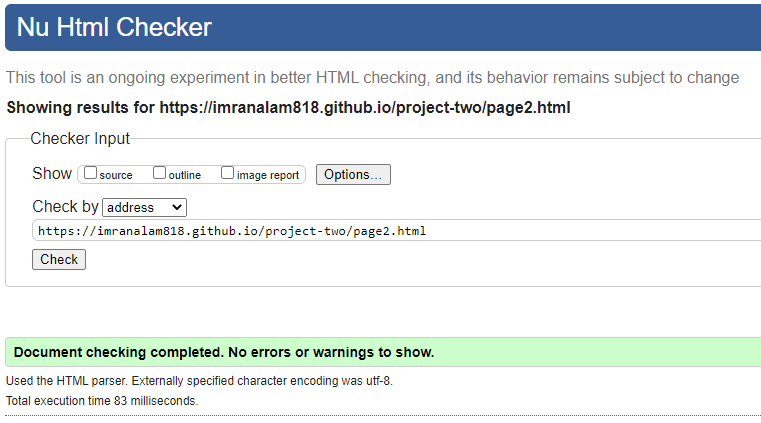 Nu Html Checker
This tool is an ongoing experiment in better HTML checking, and its behavior remains subject to change
Showing results for https://imranalam818.github.io/project-two/page2.html
Checker Input
Show source outline image report Options...
Check by address
https://imranalam818.github.io/project-two/page2.html
Check
Document checking completed. No errors or warnings to show.
Used the HTML parser. Externally specified character encoding was utf-8.
Total execution time 83 milliseconds.